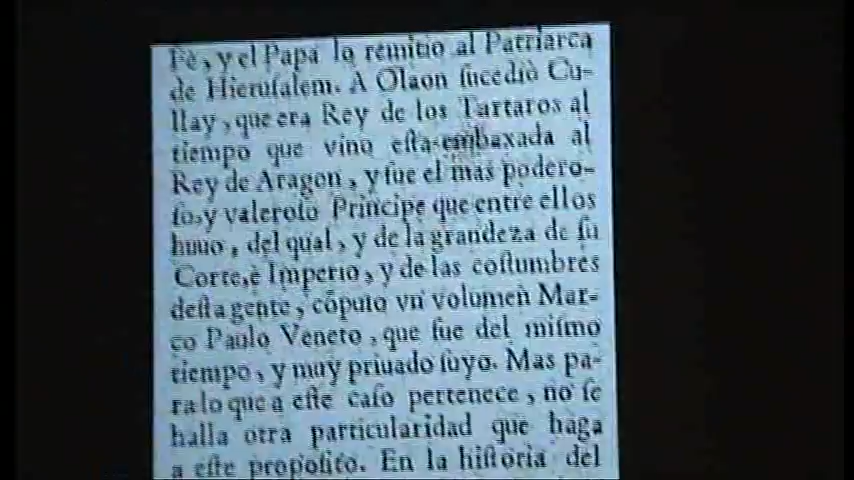 Fè, y el Papa lo remitio al Patriarca
de Hierusalem. A Olaon ſucediò Cu-
llay, que era Rey de los Tartaros al
tiempo que vino eſta embaxada al
Rey de Aragon, y fue el mas podero-
ſo, y valeroſo Principe que entre ellos
huuo, del qual, y de la grandeza de ſu
Corte, è Imperio, y de las coſtumbres
deſta gente, cõpuſo vn volumen Mar-
co Paulo Veneto, que fue del miſmo
tiempo, y muy priuado ſuyo. Mas pa-
ra lo que a eſte caſo pertenece, no ſe
halla otra particularidad que haga
a eſte propoſito. En la hiſtoria del